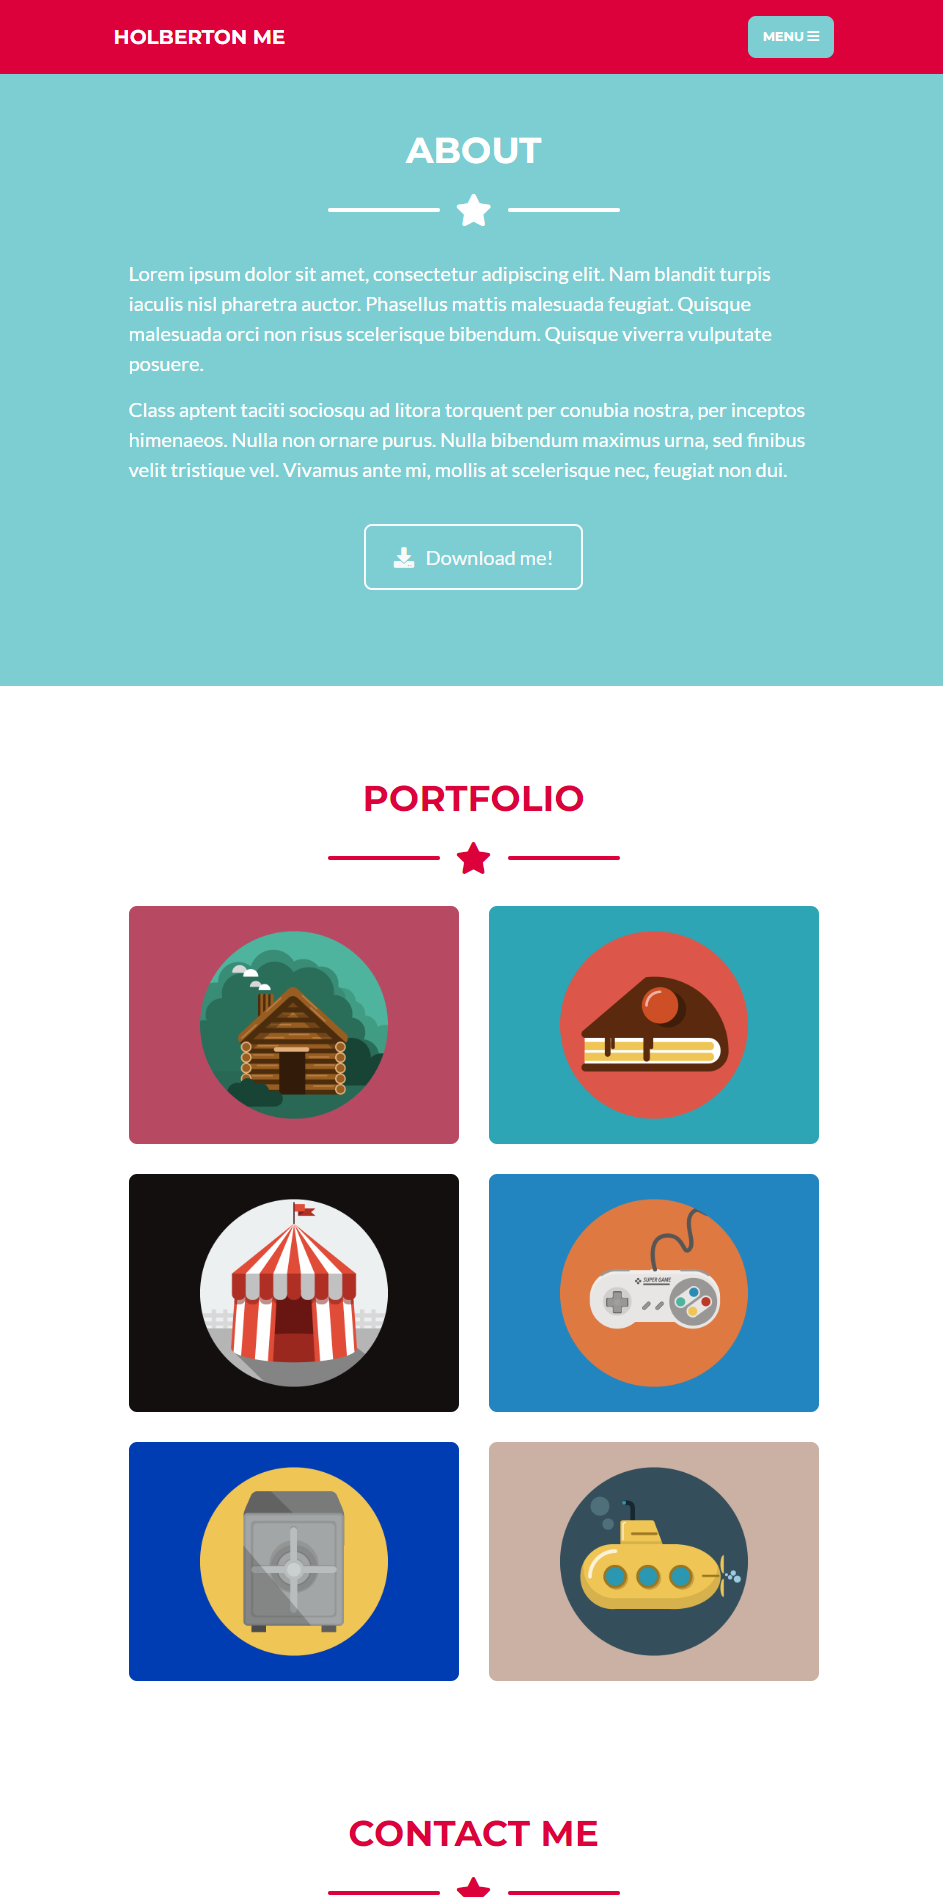 HOLBERTON ME
MENU
ABOUT
Lorem ipsum dolor sit amet, consectetur adipiscing elit. Nam blandit turpis
iaculis nisl pharetra auctor. Phasellus mattis malesuada feugiat. Quisque
malesuada orci non risus scelerisque bibendum. Quisque viverra vulputate
posuere.
Class aptent taciti sociosqu ad litora torquent per conubia nostra, per inceptos
himenaeos. Nulla non ornare purus. Nulla bibendum maximus urna, sed finibus
velit tristique vel. Vivamus ante mi, mollis at scelerisque nec, feugiat non dui.
Download me!
PORTFOLIO
SUPER GAME
CONTACT ME